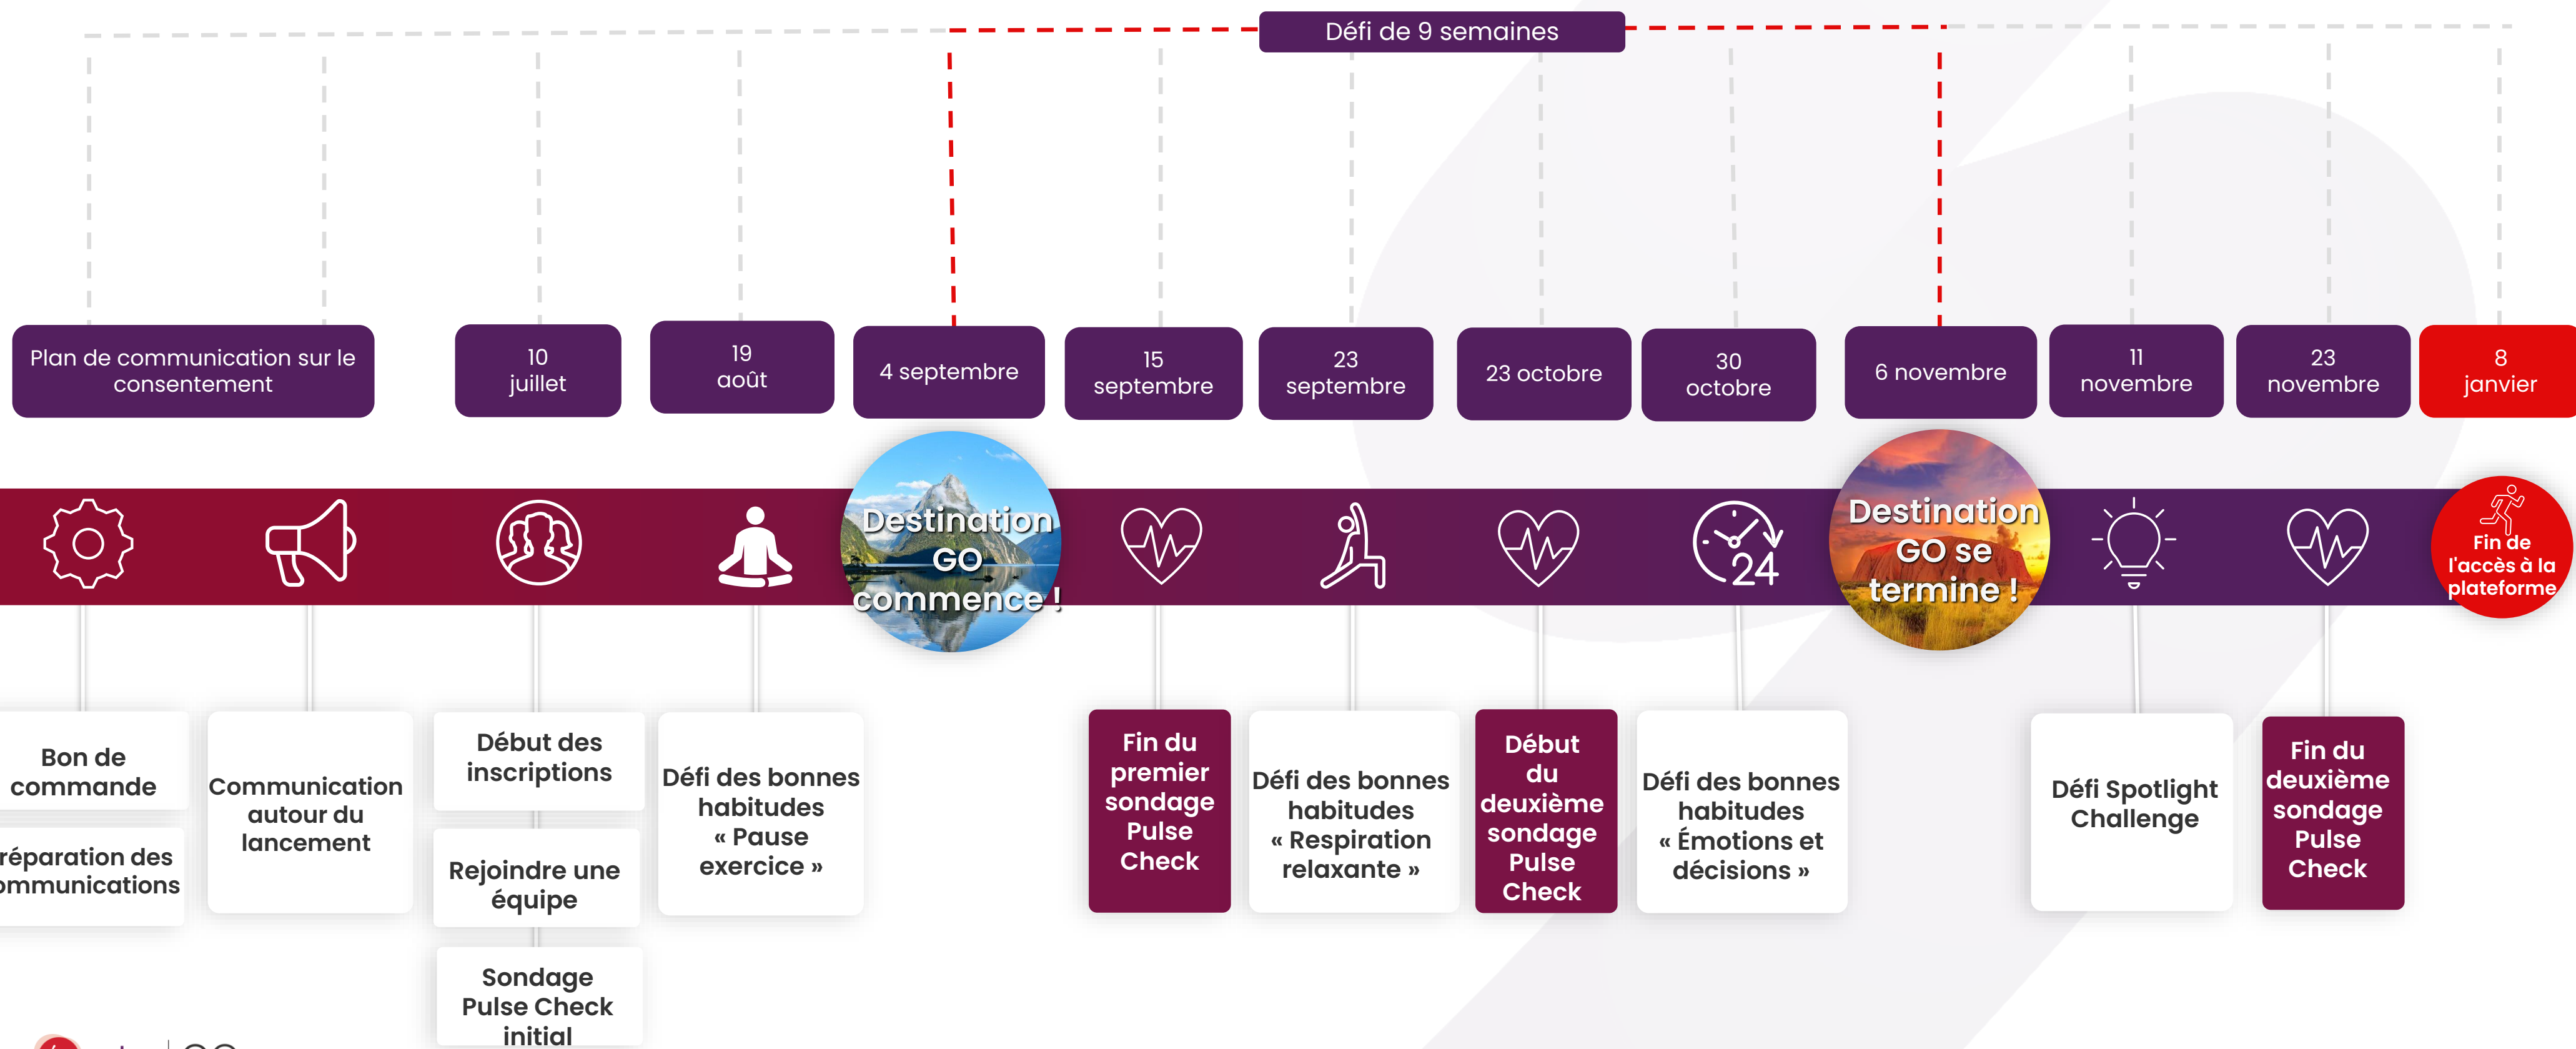 Défi de 9 semaines
Plan de communication sur le
consentement
10
juillet
19
août
4 septembre
15
septembre
23
septembre
23 octobre
30
octobre
6 novembre
11
novembre
23
novembre
8
janvier
Destination
GO
commence !
24
Destination
GO se
termine !
Fin de
l'accès à la
plateforme
Bon de
commande
réparation des
ommunications
Communication
autour du
lancement
Début des
inscriptions
Rejoindre une
équipe
Sondage
Pulse Check
initial
Défi des bonnes
habitudes
« Pause
exercice »
Fin du
premier
sondage
Pulse
Check
Défi des bonnes
habitudes
« Respiration
relaxante »
Début
du
deuxième
sondage
Pulse
Check
Défi des bonnes
habitudes
« Émotions et
décisions »
Défi Spotlight
Challenge
Fin du
deuxième
sondage
Pulse
Check